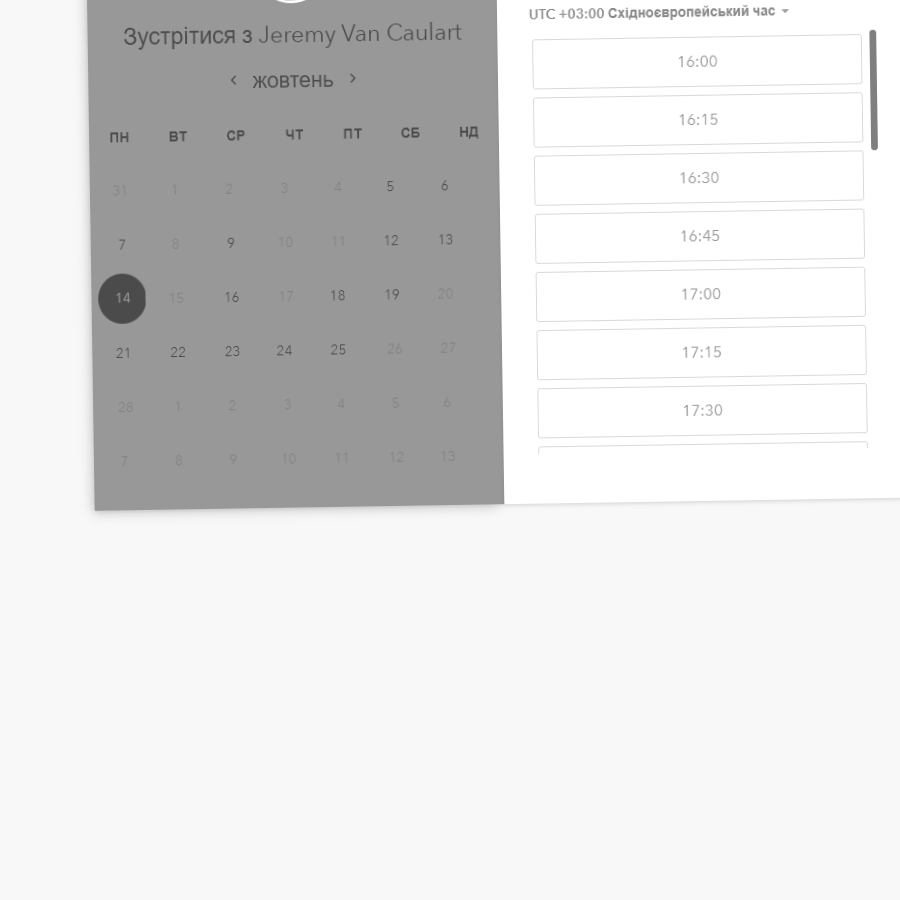 Зустрітися з Jeremy Van Caulart
жовтень
ПН ВТ СР ЧТ ПТ СБ НД
31 1 2 3 4 5 6
7 8 9 10 11 12 13
14 15 16 17 18 19 20
21 22 23 24 25 26 27
28 1 2 3 4 5 6
7 8 9 10 11 12 13
UTC +03:00 Східноєвропейський час
16:00
16:15
16:30
16:45
17:00
17:15
17:30